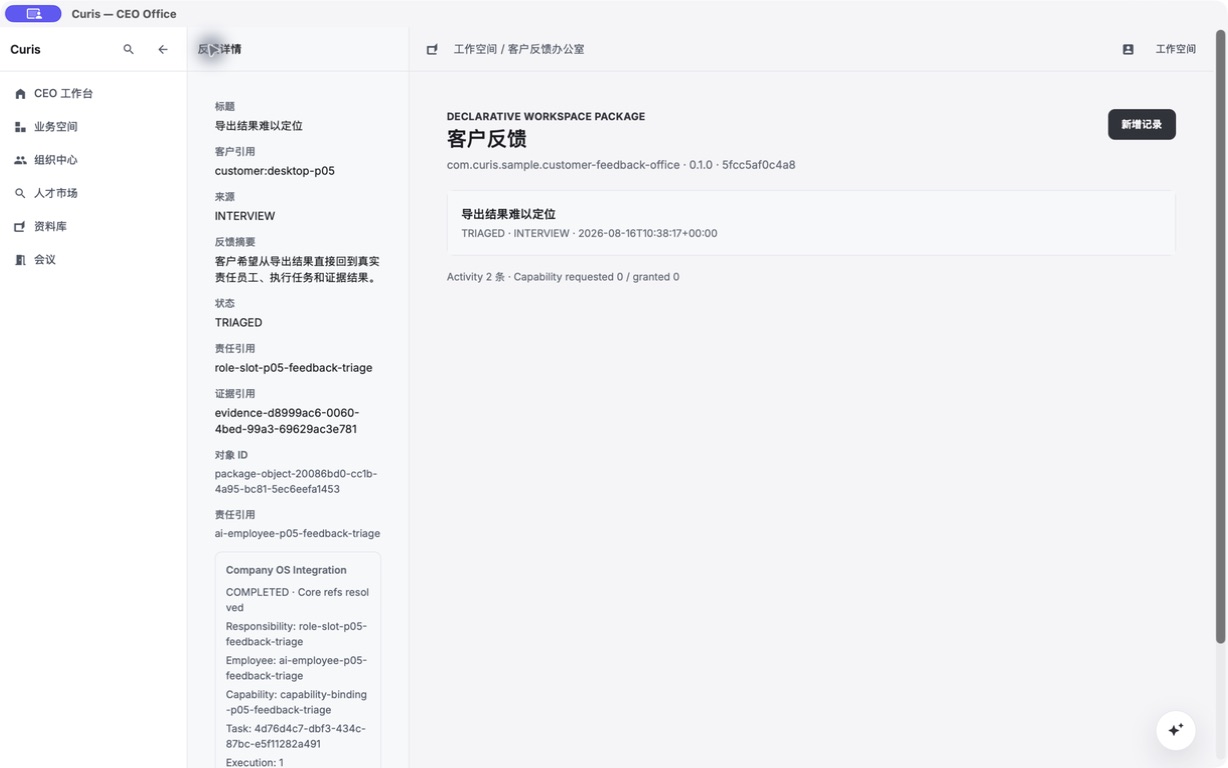 Curis — CEO Office
Curis
CEO 工作台
业务空间
组织中心
人才市场
资料库
会议
详情
标题
导出结果难以定位
客户引用
customer:desktop-p05
来源
INTERVIEW
反馈摘要
客户希望从导出结果直接回到真实
责任员工、执行任务和证据结果。
状态
TRIAGED
责任引用
role-slot-p05-feedback-triage
证据引用
evidence-d8999ac6-0060-
4bed-99a3-69629ac3e781
对象 ID
package-object-20086bd0-cc1b-
4a95-bc81-5ec6eefa1453
责任引用
ai-employee-p05-feedback-triage
Company OS Integration
COMPLETED · Core refs resol
ved
Responsibility: role-slot-p05-
feedback-triage
Employee: ai-employee-p05-
feedback-triage
Capability: capability-binding
-p05-feedback-triage
Task: 4d76d4c7-dbf3-434c-
87bc-e5f11282a491
Execution: 1
工作空间 / 客户反馈办公室
工作空间
DECLARATIVE WORKSPACE PACKAGE
客户反馈
com.curis.sample.customer-feedback-office · 0.1.0 · 5fcc5af0c4a8
新增记录
导出结果难以定位
TRIAGED · INTERVIEW · 2026-08-16T10:38:17+00:00
Activity 2 条 · Capability requested 0 / granted 0